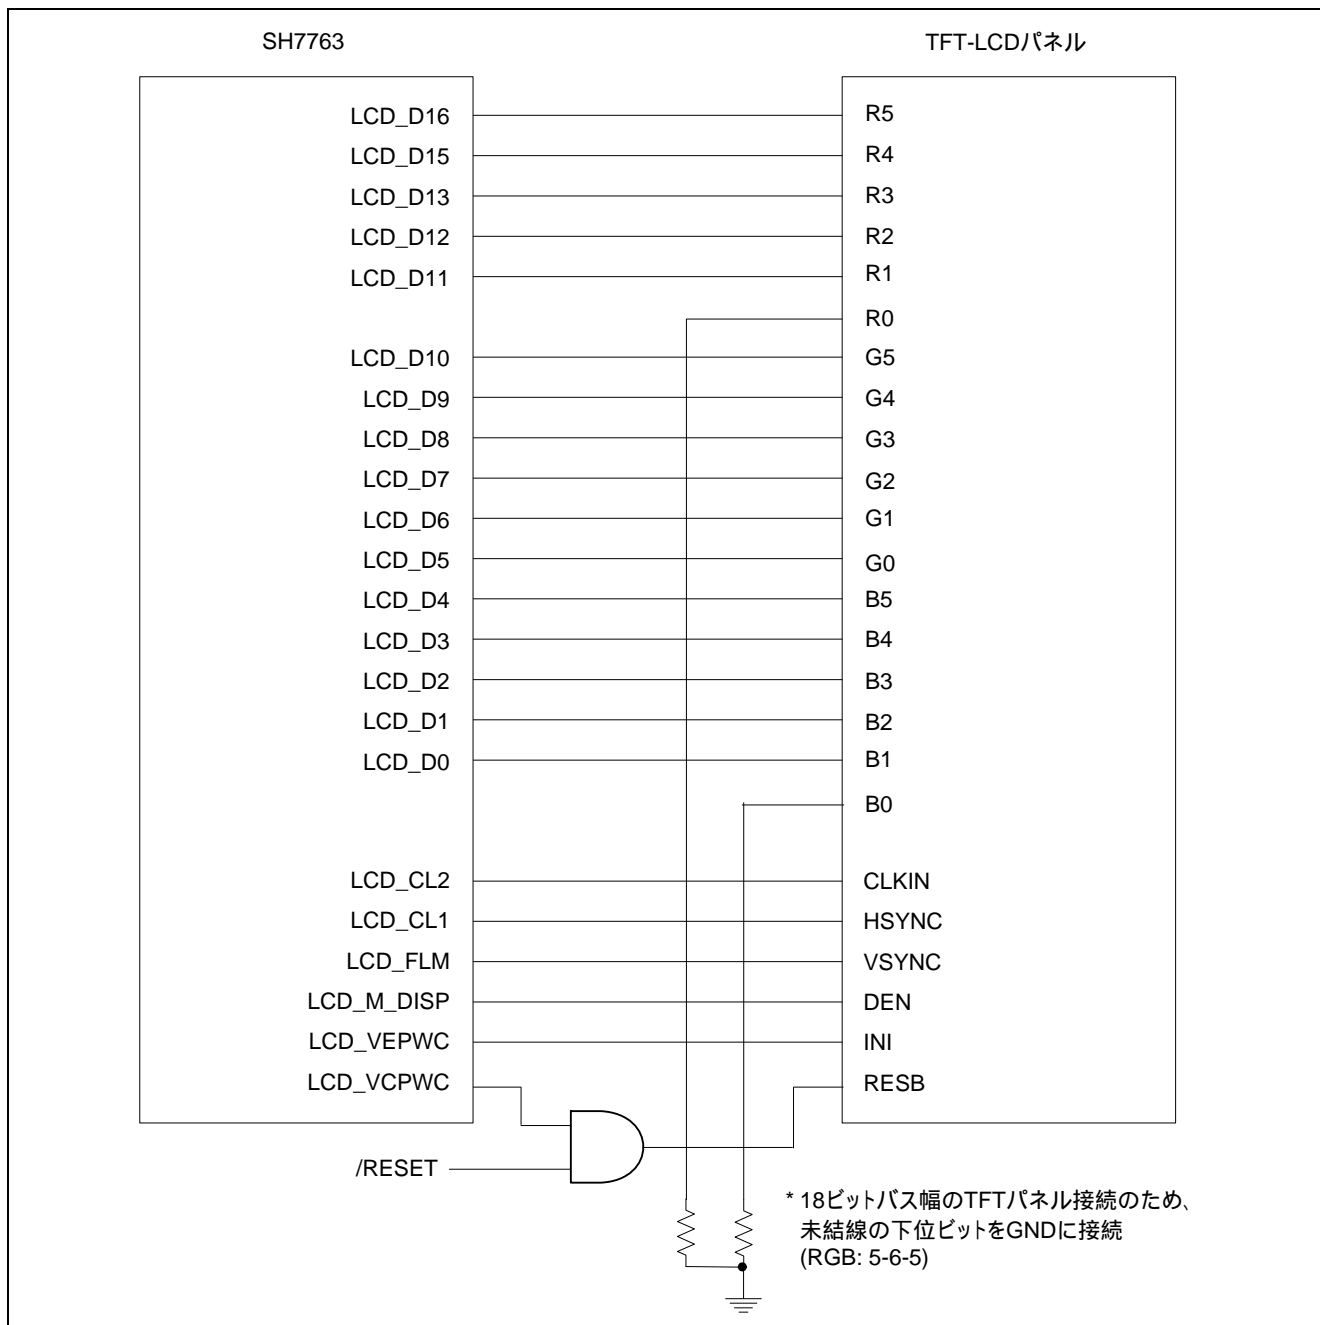 SH7763
TFT-LCDパネル
LCD_D16
R5
LCD_D15
R4
LCD_D13
R3
LCD_D12
R2
LCD_D11
R1
R0
LCD_D10
G5
LCD_D9
G4
LCD_D8
G3
LCD_D7
G2
LCD_D6
G1
LCD_D5
G0
LCD_D4
B5
LCD_D3
B4
LCD_D2
B3
LCD_D1
B2
LCD_D0
B1
B0
LCD_CL2
CLKIN
LCD_CL1
HSYNC
LCD_FLM
VSYNC
LCD_M_DISP
DEN
LCD_VEPWC
INI
LCD_VCPWC
RESB
/RESET
* 18ビットバス幅のTFTパネル接続のため、
未結線の下位ビットをGNDに接続
(RGB: 5-6-5)